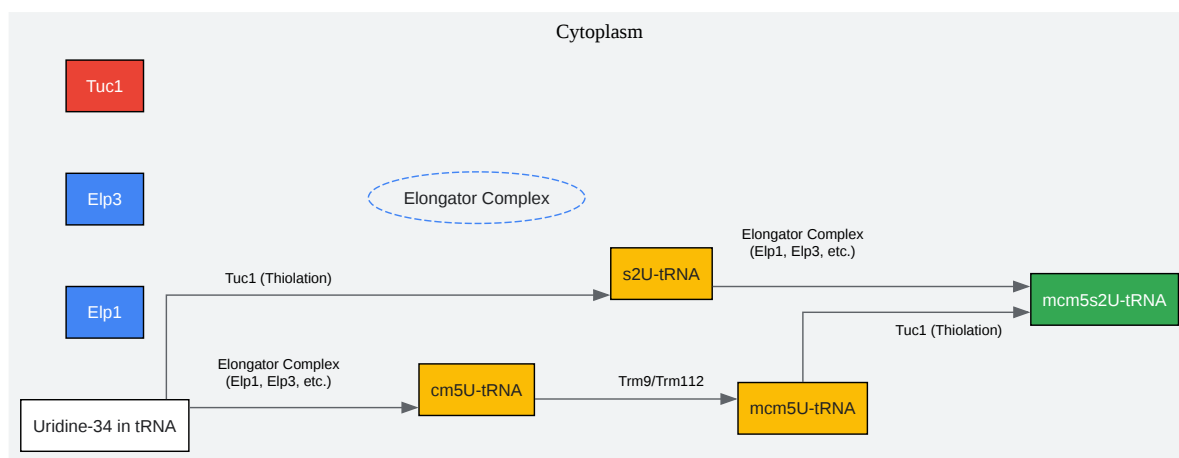 Cytoplasm
Tuc1
Elp3
Elongator Complex
Elp1
Tuc1 (Thiolation)
s2U-tRNA
Elongator Complex
(Elp1, Elp3, etc.)
mcm5s2U-tRNA
Tuc1 (Thiolation)
Elongator Complex
(Elp1, Elp3, etc.)
cm5U-tRNA
Trm9/Trm112
mcm5U-tRNA
Uridine-34 in tRNA